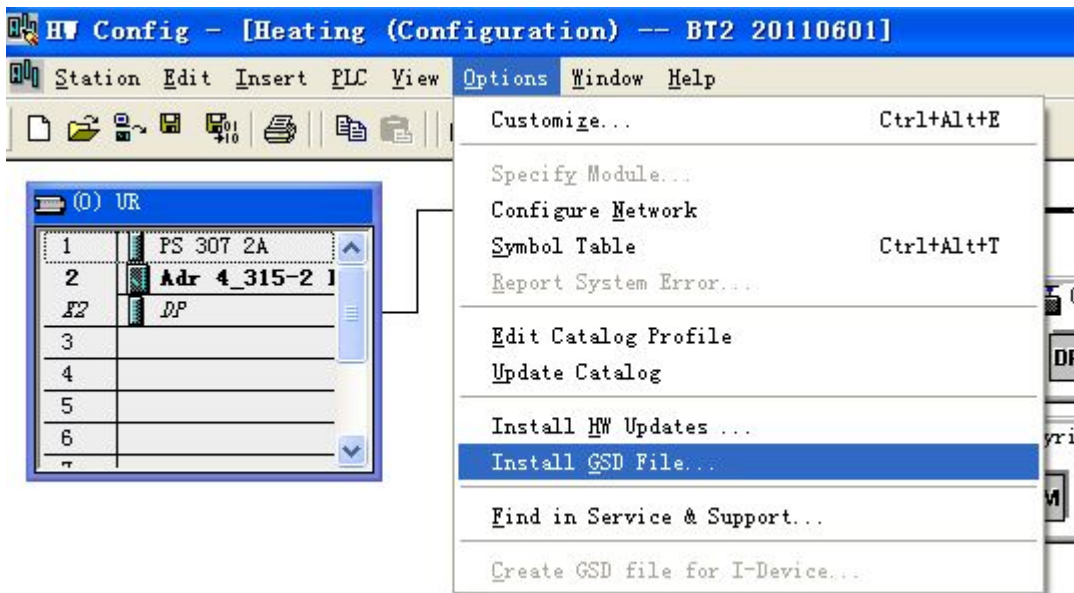 HW Config - [Heating (Configuration) -- BT2 20110601]
Station Edit Insert PLC View Options Window Help
Customize... Ctrl+Alt+E
Specify Module...
(0) UR
Configure Network
1 PS 307 2A
Symbol Table Ctrl+Alt+T
2 Adr 4_315-2
Report System Error....
X2 DP
3
Edit Catalog Profile
4
Update Catalog
5
6
Install HW Updates ...
7
Install GSD File...
Find in Service & Support...
Create GSD file for I-Device...